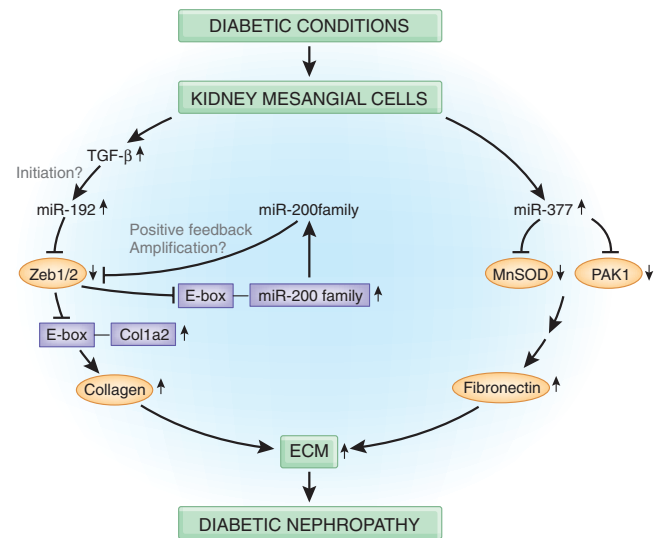 DIABETIC CONDITIONS
KIDNEY MESANGIAL CELLS
TGF-β
Initiation?
miR-192
miR-200family
miR-377
Positive feedback
Amplification?
Zeb1/2
MnSOD
PAK1
E-box
miR-200 family
E-box
Col1a2
Collagen
Fibronectin
ECM
DIABETIC NEPHROPATHY